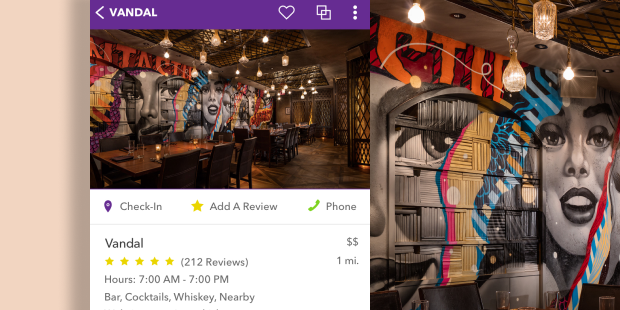 VANDAL
Check-In
Add A Review
Phone
Vandal
$$
(212 Reviews)
1 mi.
Hours: 7:00 AM - 7:00 PM
Bar, Cocktails, Whiskey, Nearby